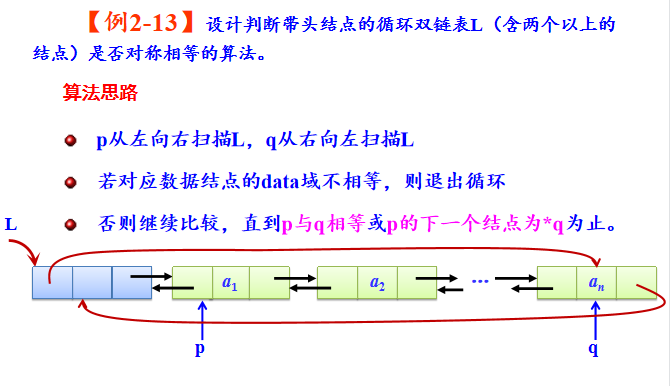 【例2-13】设计判断带头结点的循环双链表L（含两个以上的
结点）是否对称相等的算法。
算法思路
p从左向右扫描L，q从右向左扫描L
若对应数据结点的data域不相等，则退出循环
否则继续比较，直到p与q相等或p的下一个结点为*q为止。
L
a1 a2 … an
p q